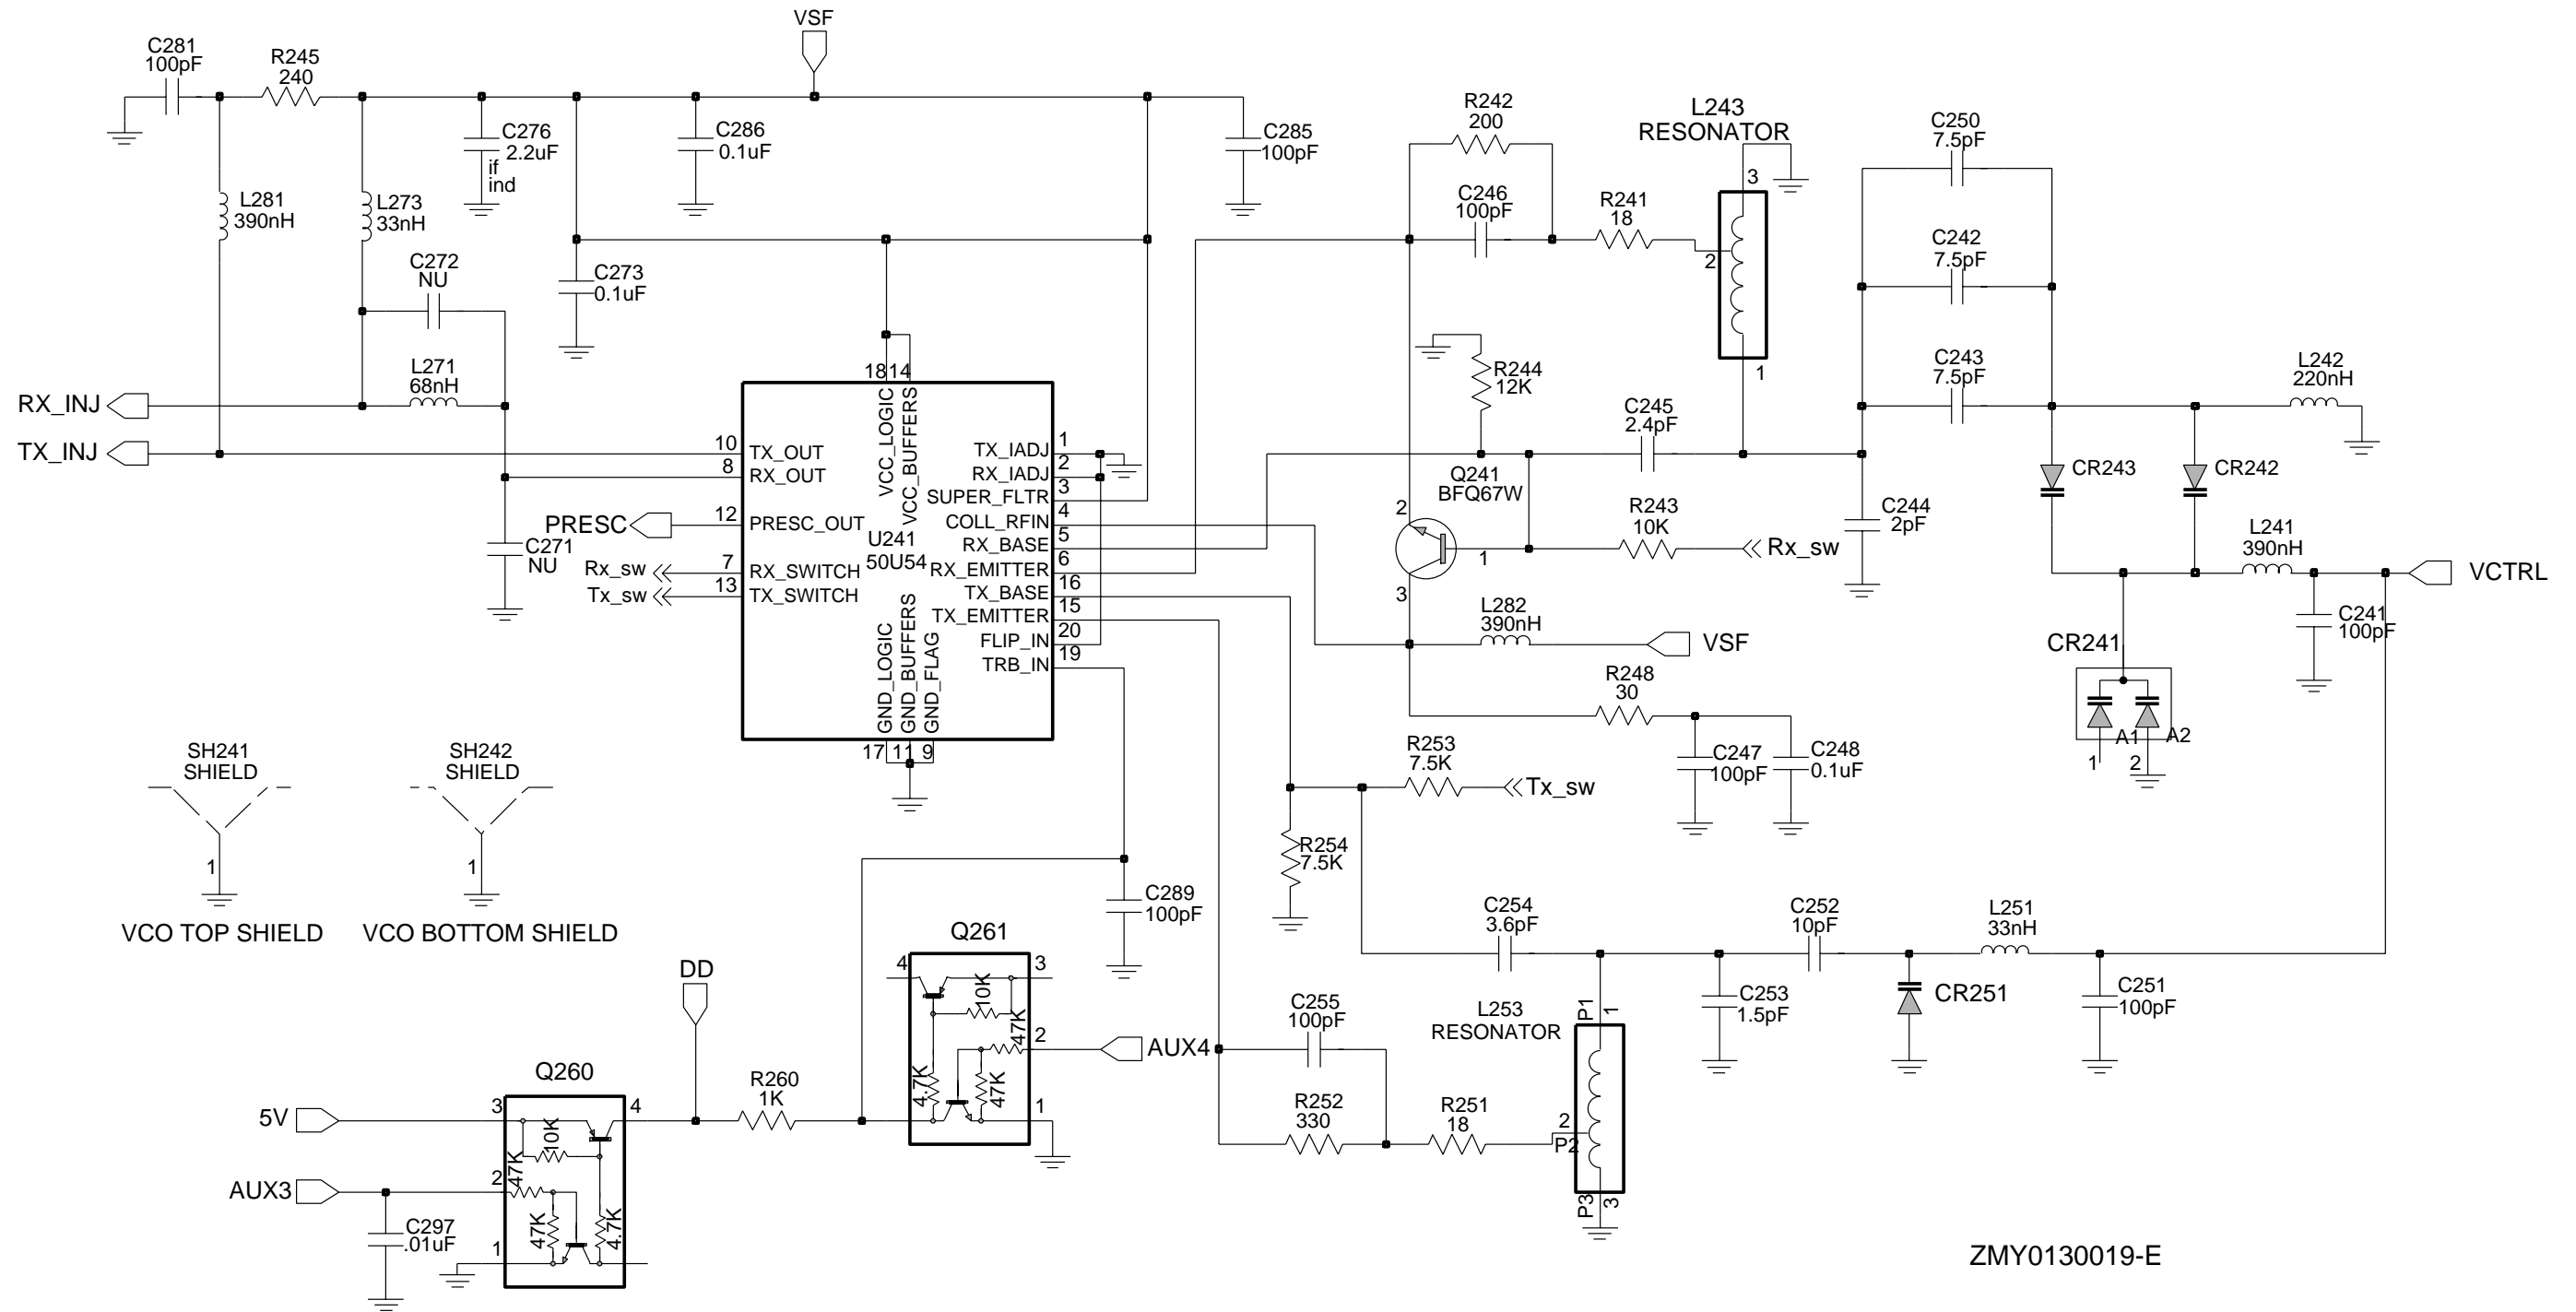 VSF
C281
100pF
R245
240
C276
2.2uF
if
ind
C286
0.1uF
C285
100pF
L281
390nH
L273
33nH
C272
NU
C273
0.1uF
L271
68nH
RX_INJ
TX_INJ
C271
NU
PRESC
Rx_sw
Tx_sw
10
8
12
7
13
18
14
VCC_LOGIC
VCC_BUFFERS
TX_OUT
RX_OUT
PRESC_OUT
RX_SWITCH
TX_SWITCH
U241
50U54
TX_IADJ
RX_IADJ
SUPER_FLTR
COLL_RFIN
RX_BASE
RX_EMITTER
TX_BASE
TX_EMITTER
FLIP_IN
TRB_IN
GND_LOGIC
GND_BUFFERS
GND_FLAG
1
2
3
4
5
6
16
15
20
19
17
11
9
R242
200
C246
100pF
R241
18
L243
RESONATOR
3
2
1
R244
12K
C245
2.4pF
Q241
BFQ67W
2
1
3
R243
10K
Rx_sw
L282
390nH
VSF
R248
30
C247
100pF
C248
0.1uF
C250
7.5pF
C242
7.5pF
C243
7.5pF
C244
2pF
L242
220nH
CR243
CR242
L241
390nH
VCTRL
C241
100pF
CR241
A1
A2
1
2
R253
7.5K
Tx_sw
R254
7.5K
C254
3.6pF
C252
10pF
L251
33nH
C253
1.5pF
CR251
C251
100pF
L253
RESONATOR
P1
1
2
P2
P3
3
C255
100pF
R252
330
R251
18
SH241
SHIELD
1
VCO TOP SHIELD
SH242
SHIELD
1
VCO BOTTOM SHIELD
C289
100pF
Q261
4
3
10K
47K
2
4.7K
47K
1
AUX4
DD
R260
1K
Q260
5V
3
4
10K
47K
AUX3
2
47K
4.7K
1
C297
.01uF
ZMY0130019-E